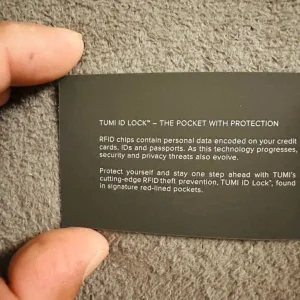 TUMI ID LOCK™ – THE POCKET WITH PROTECTION
RFID chips contain personal data encoded on your credit
cards, IDs and passports. As this technology progresses,
security and privacy threats also evolve.
Protect yourself and stay one step ahead with TUMI's
cutting-edge RFID theft prevention, TUMI ID Lock™, found
in signature red-lined pockets.